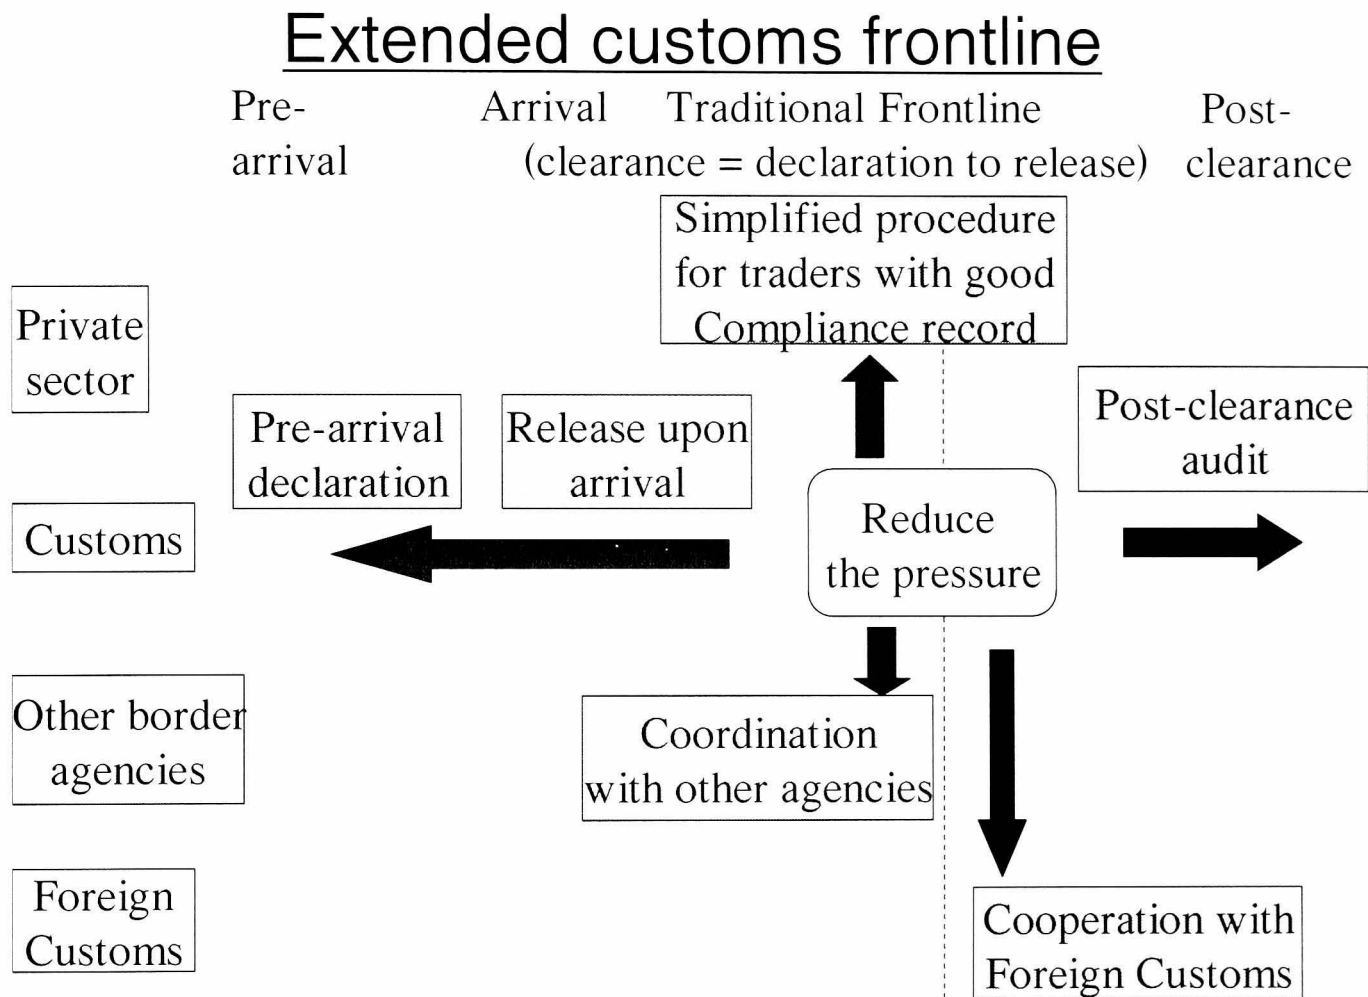 Extended customs frontline
Pre-
arrival
Arrival
Traditional Frontline
(clearance = declaration to release)
Post-
clearance
Simplified procedure
for traders with good
Compliance record
Private
sector
Pre-arrival
declaration
Release upon
arrival
Post-clearance
audit
Customs
Reduce
the pressure
Other border
agencies
Coordination
with other agencies
Foreign
Customs
Cooperation with
Foreign Customs